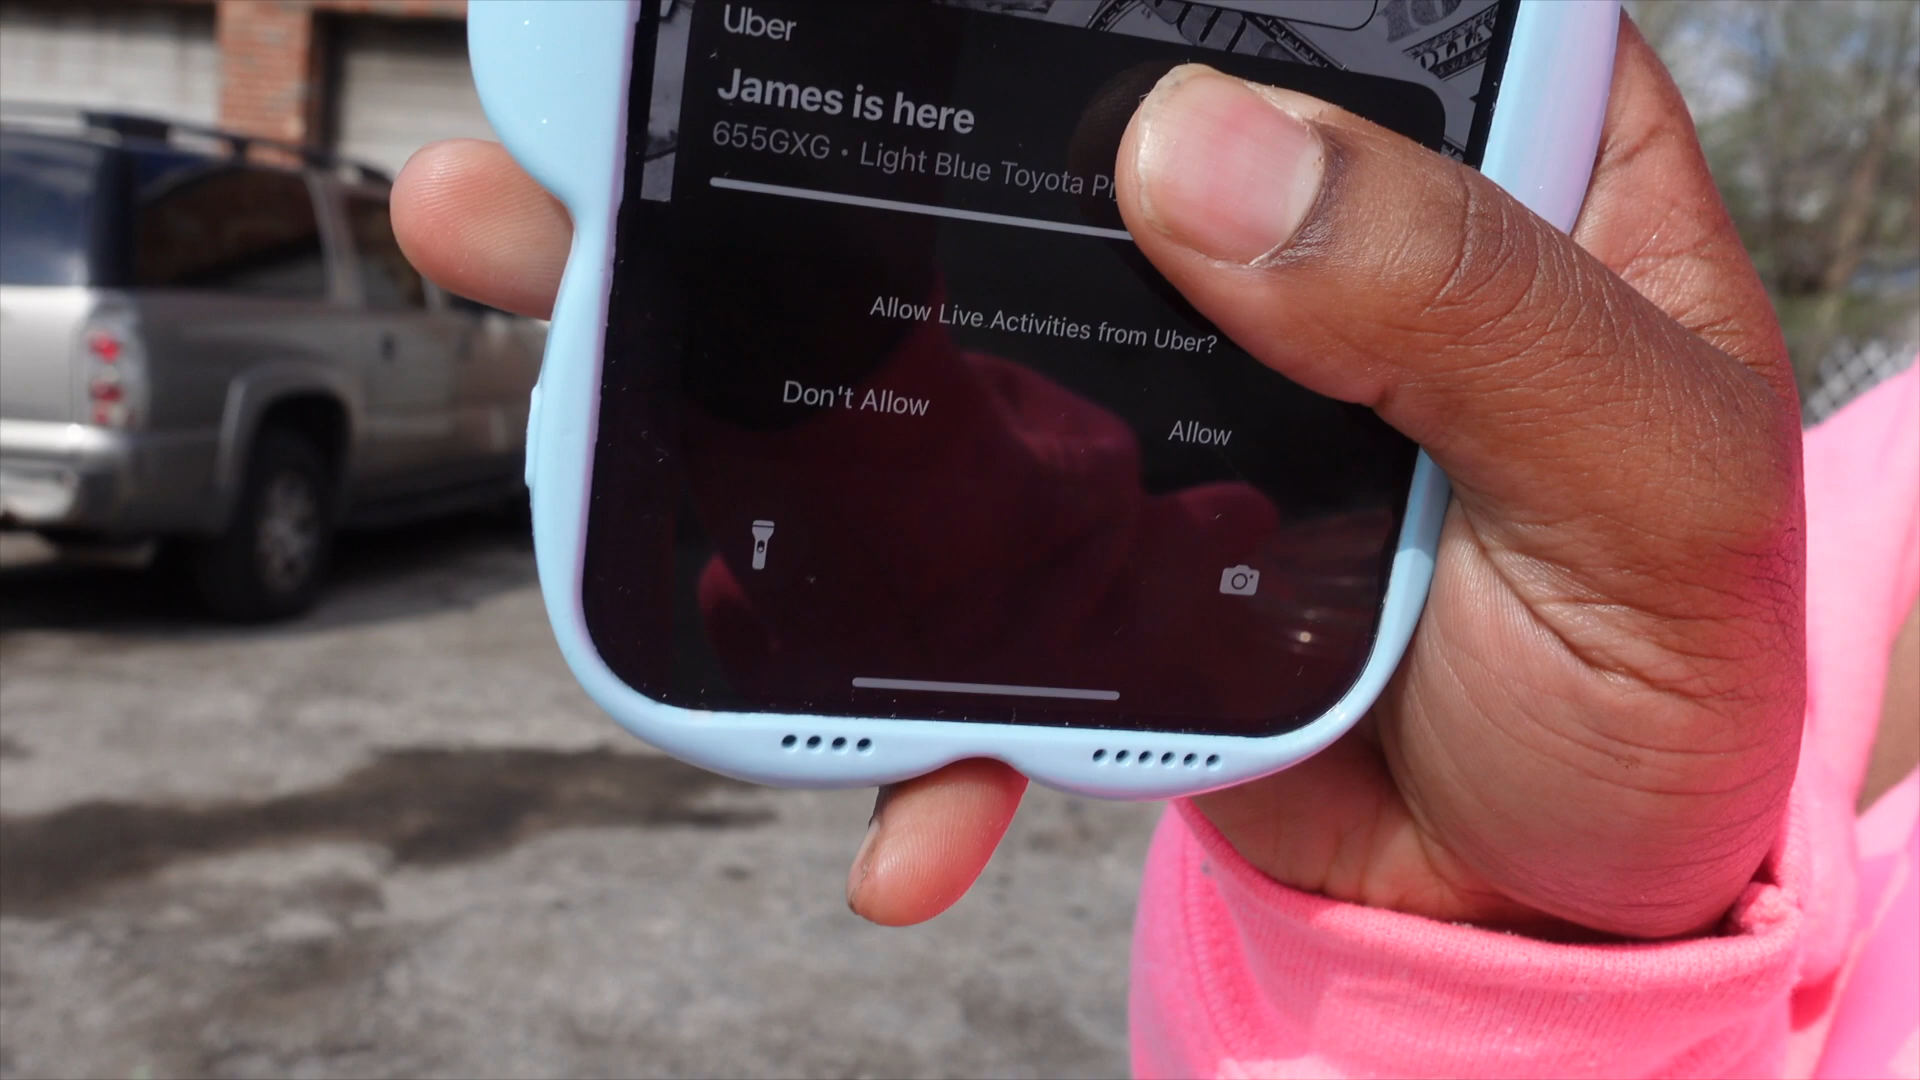 Uber
James is here
655GXG • Light Blue Toyota
Allow Live Activities from Uber?
Don't Allow
Allow